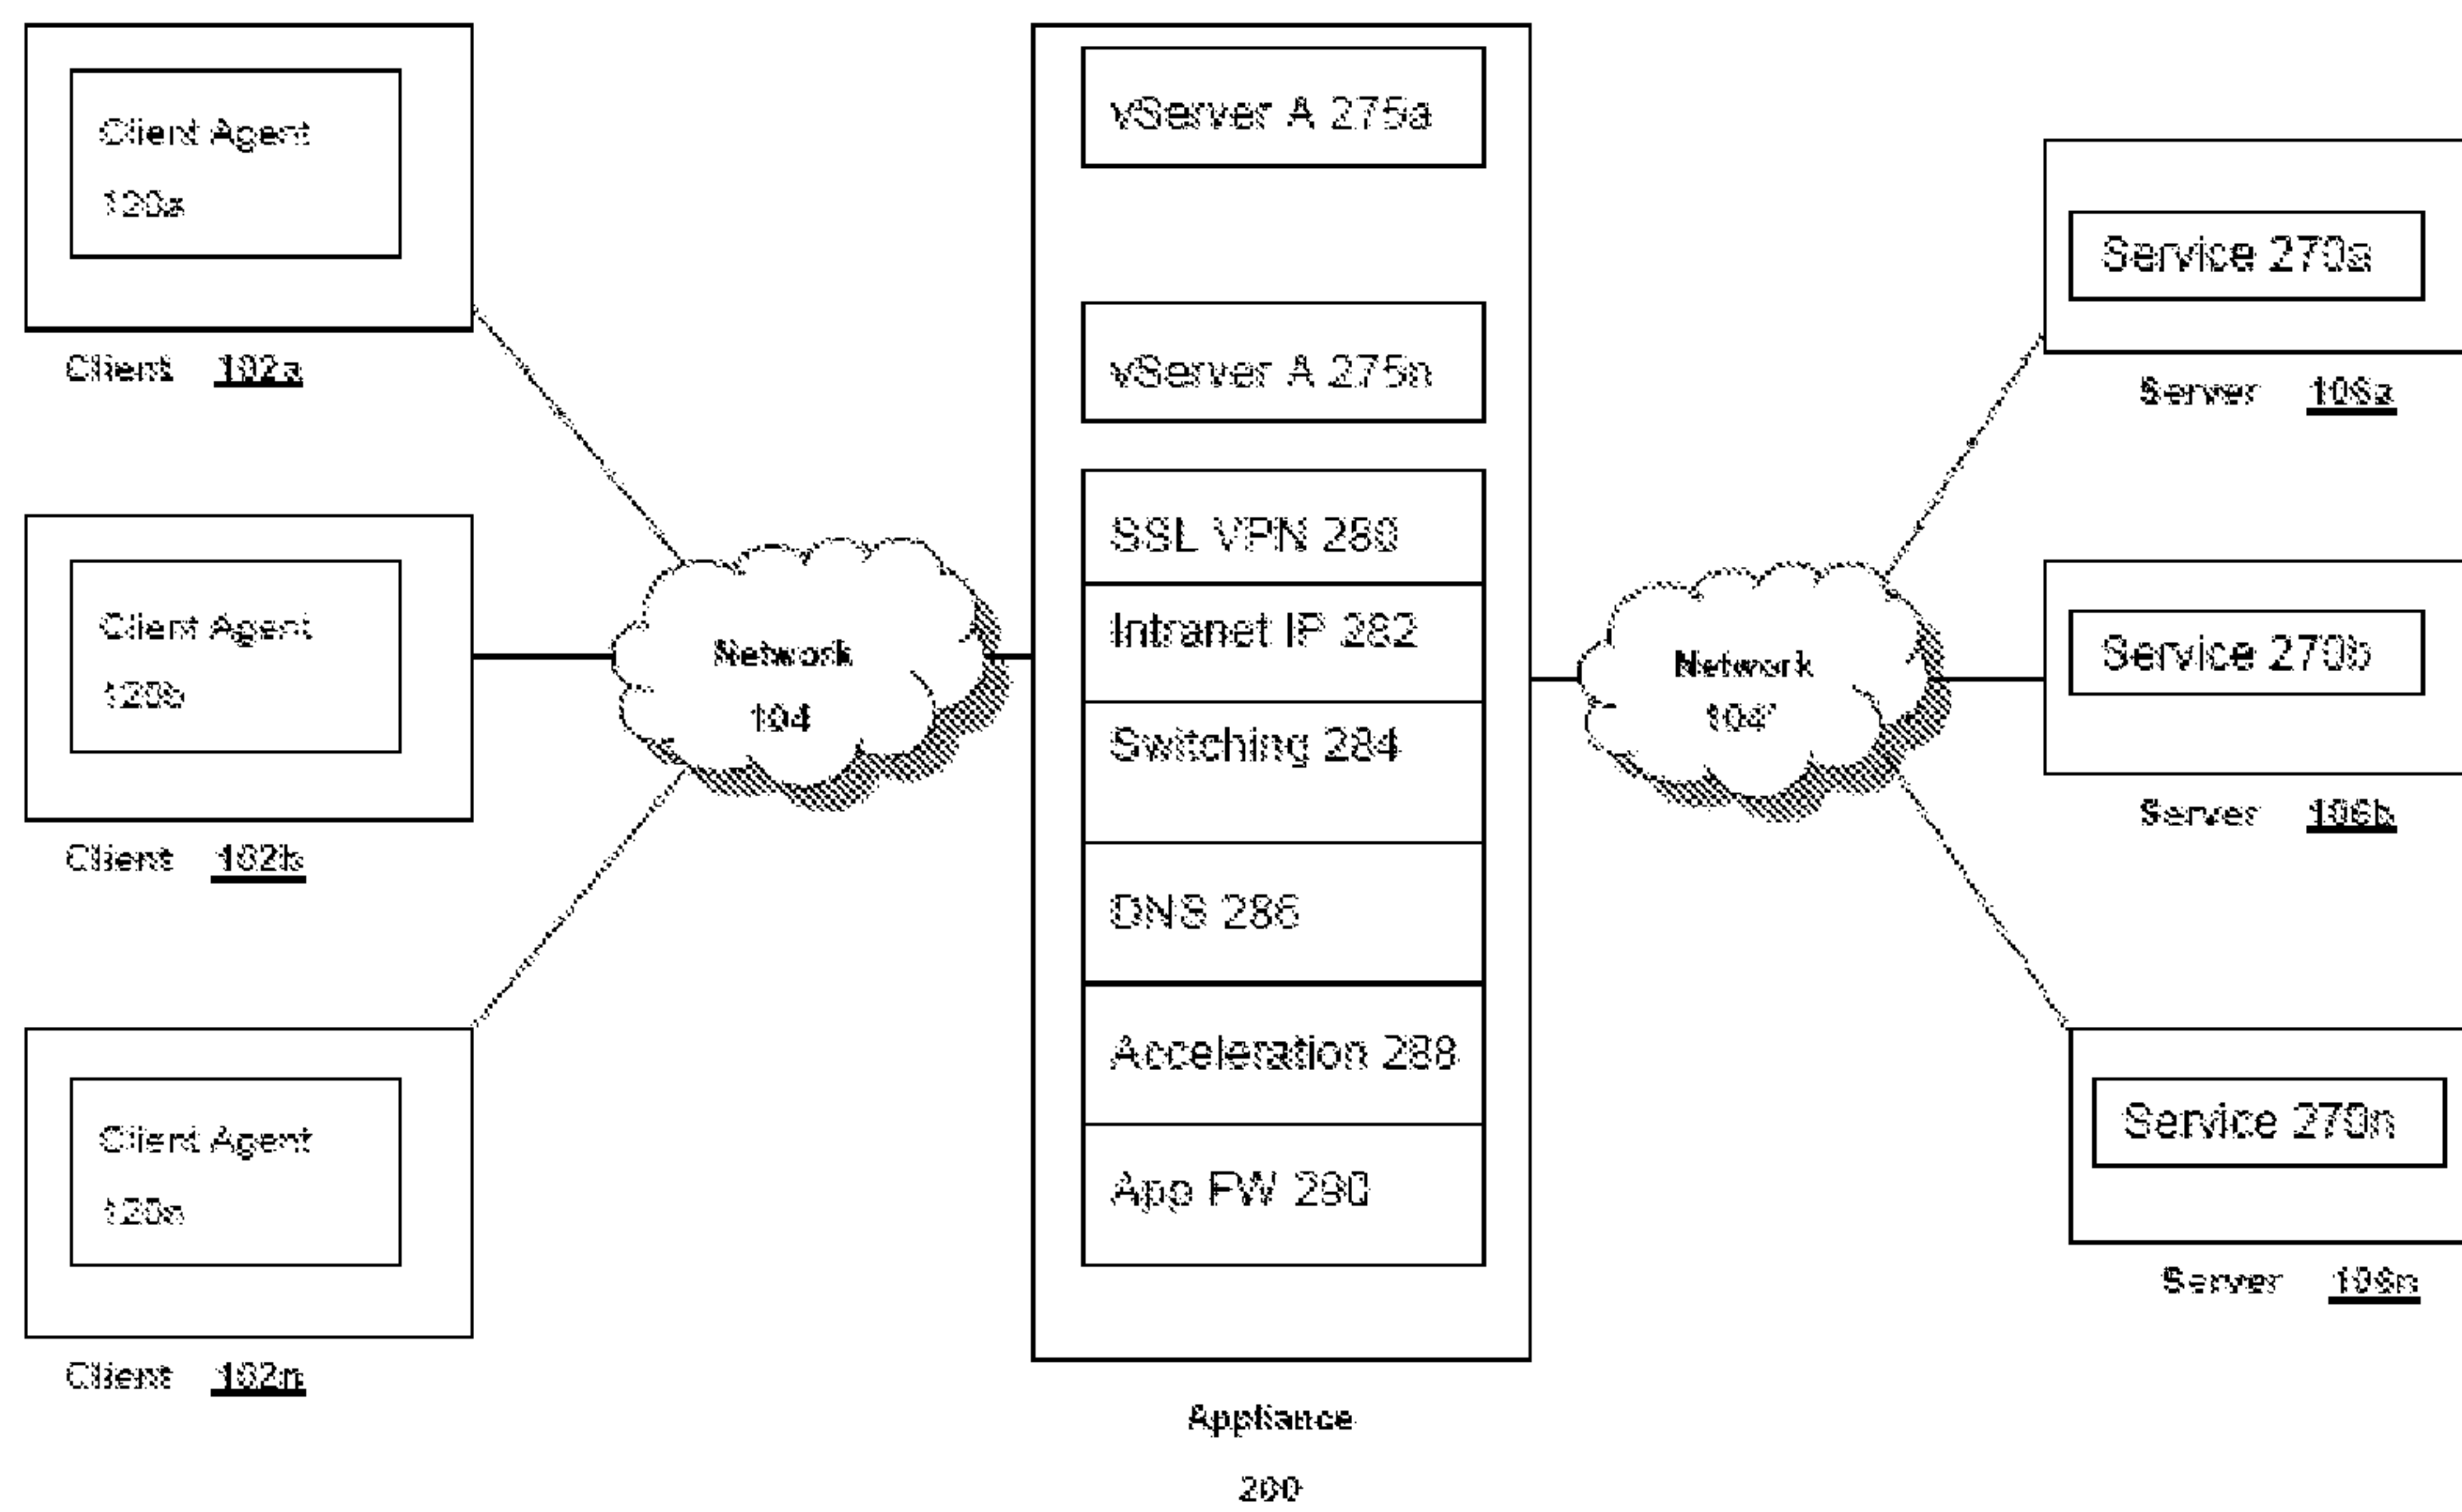 Client Agent
120a
Client 102a
Client Agent
120b
Client 102b
Client Agent
120n
Client 102n
Network
104
vServer A 275a
vServer A 275n
SSL VPN 280
Intranet IP 282
Switching 284
DNS 286
Acceleration 288
App FW 290
Appliance
200
Network
104'
Service 270a
Server 106a
Service 270b
Server 106b
Service 270n
Server 106n